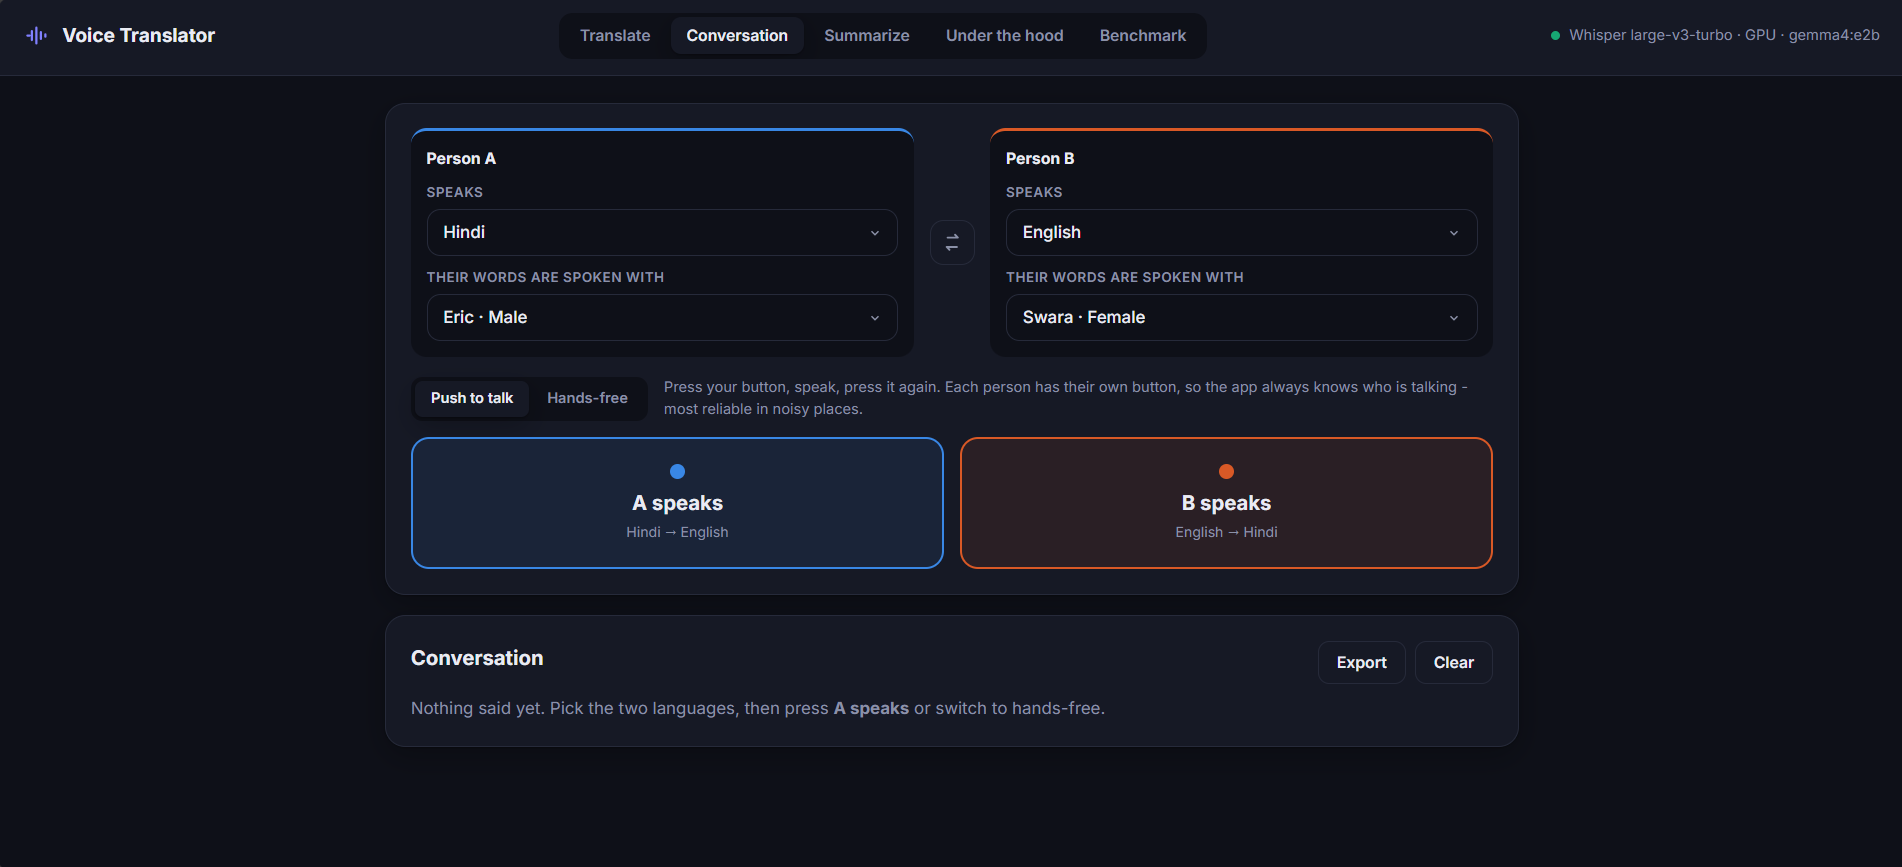 Voice Translator
Translate
Conversation
Summarize
Under the hood
Benchmark
Whisper large-v3-turbo · GPU · gemma4:e2b
Person A
SPEAKS
Hindi
THEIR WORDS ARE SPOKEN WITH
Eric · Male
Person B
SPEAKS
English
THEIR WORDS ARE SPOKEN WITH
Swara · Female
Push to talk
Hands-free
Press your button, speak, press it again. Each person has their own button, so the app always knows who is talking -
most reliable in noisy places.
A speaks
Hindi → English
B speaks
English → Hindi
Conversation
Export
Clear
Nothing said yet. Pick the two languages, then press A speaks or switch to hands-free.